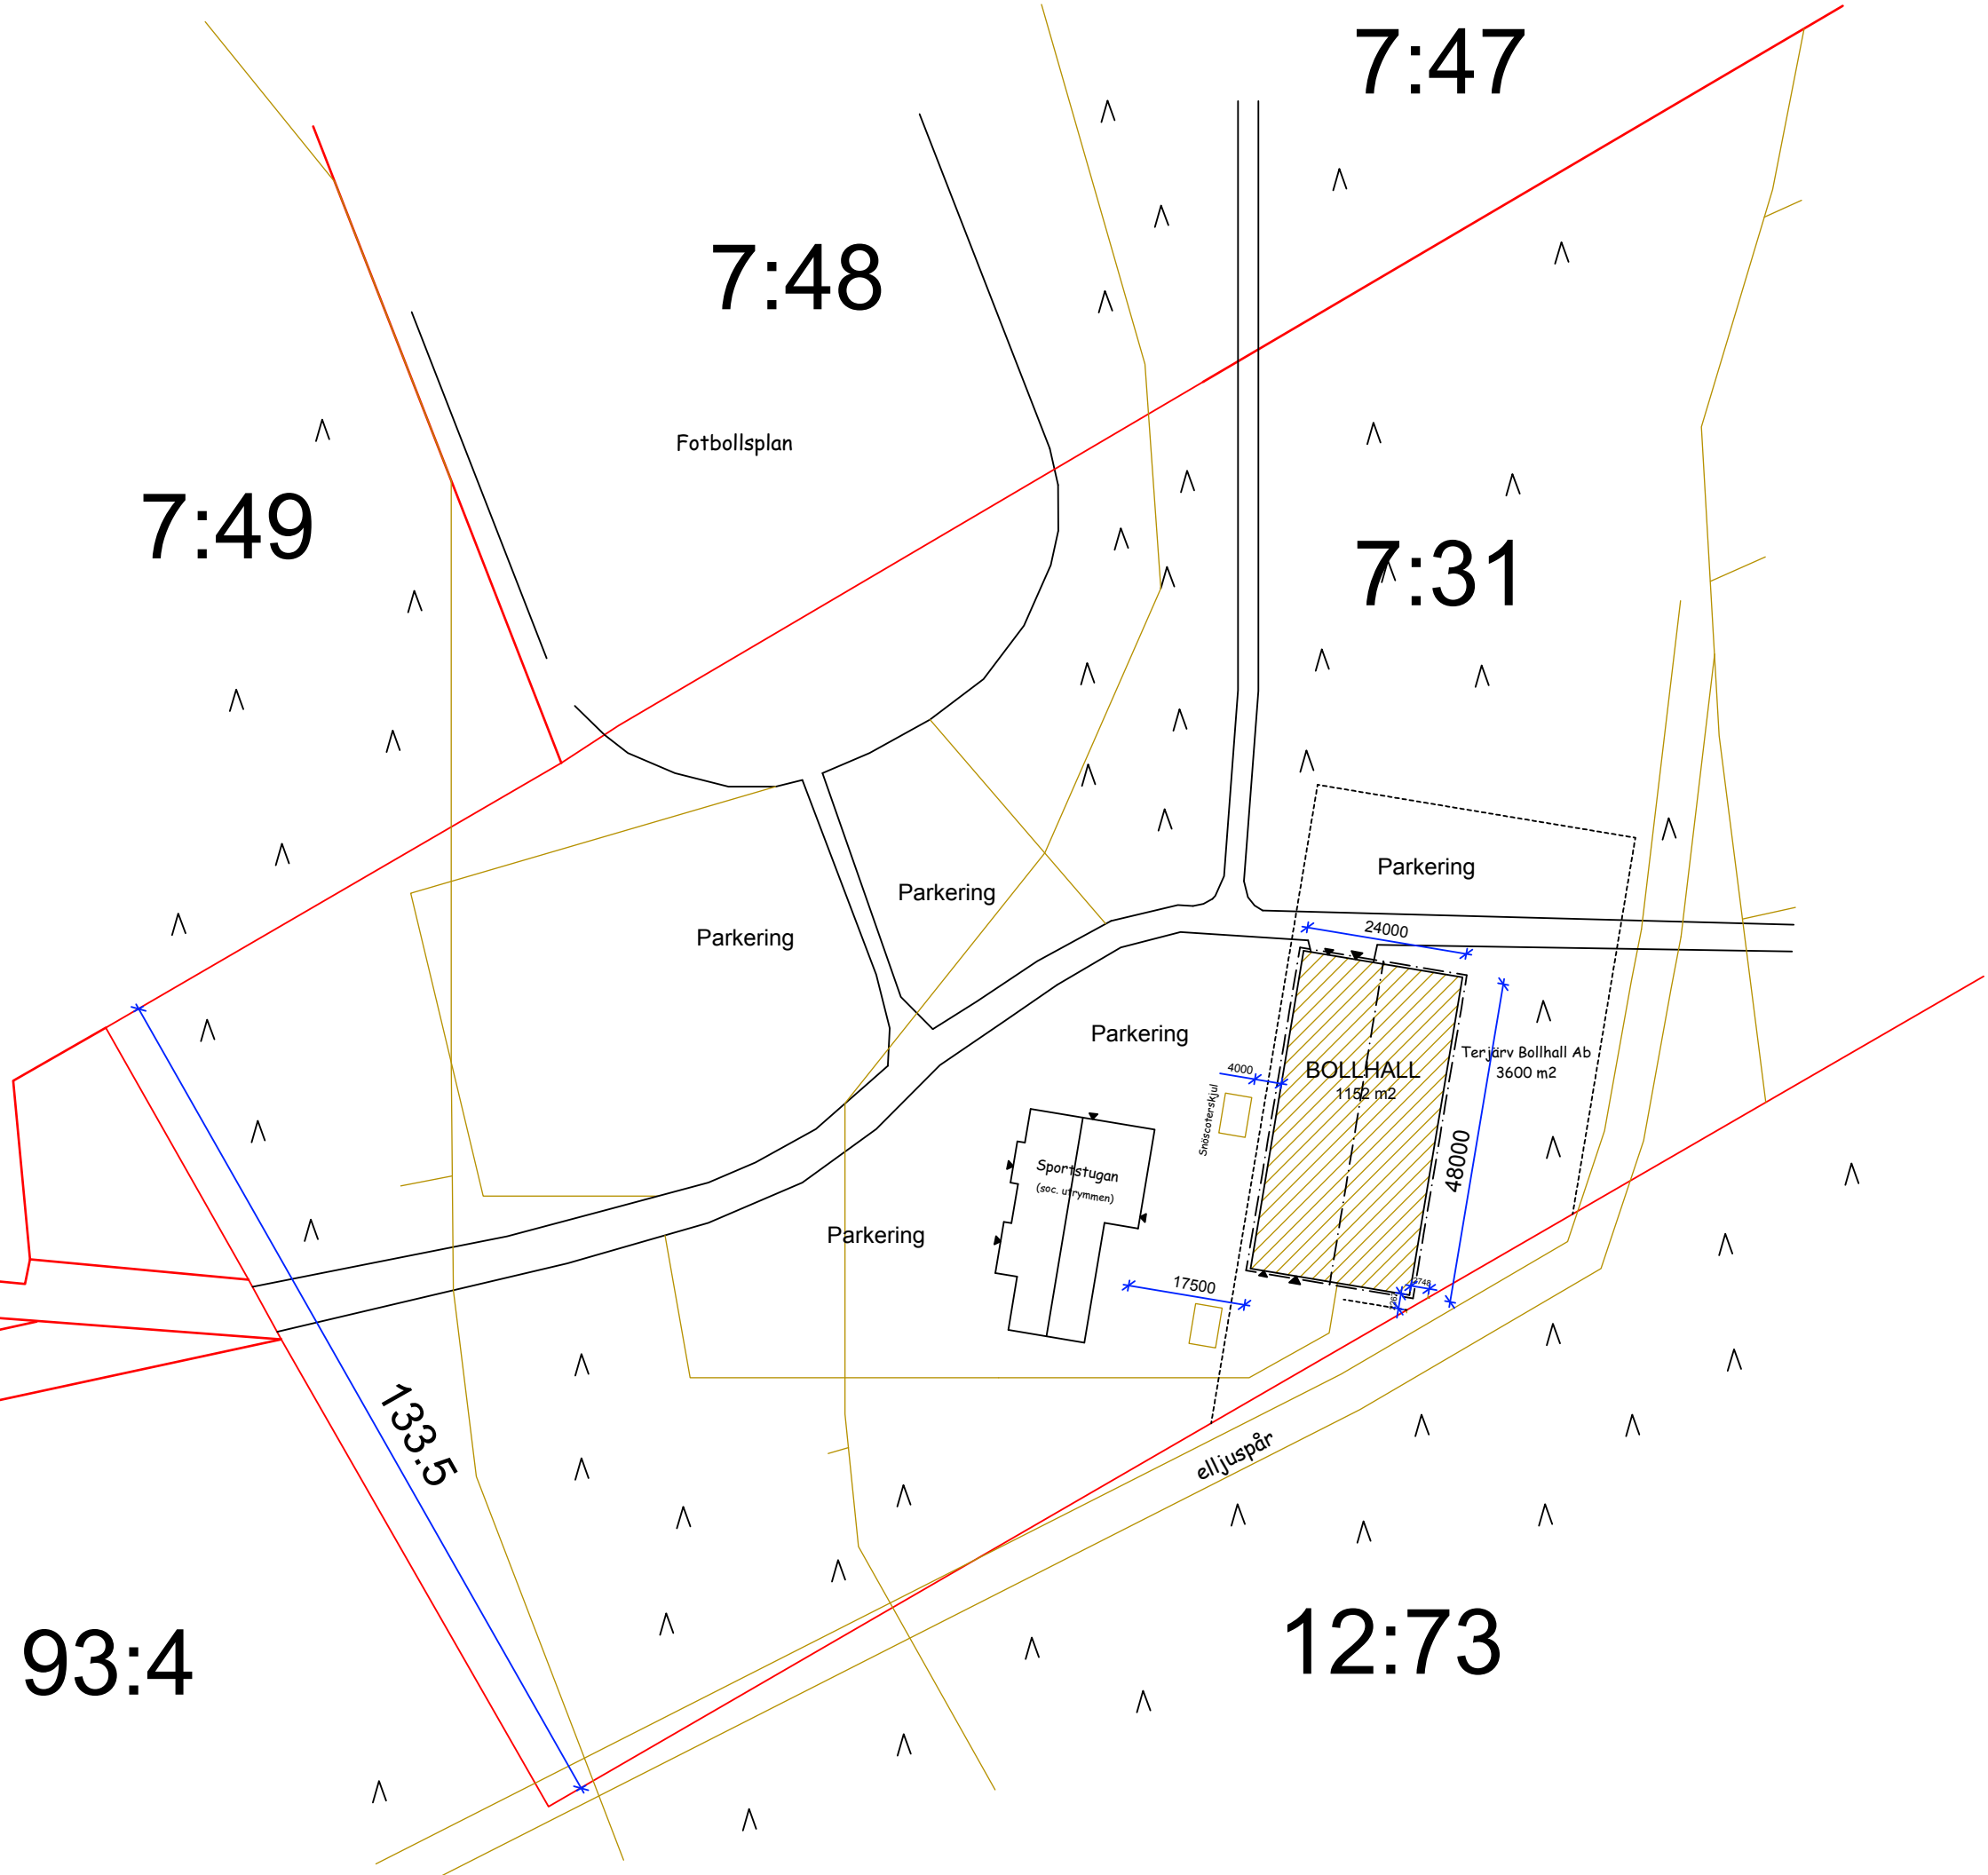 7:47
7:48
Fotbollsplan
7:49
7:31
Parkering
Parkering
Parkering
24000
Parkering
Terjärv Bollhall Ab
3600 m2
BOLLHALL
1152 m2
4000
Snöscoterskjul
48000
Sportstugan
(soc. utrymmen)
Parkering
17500
133.5
elljuspår
93:4
12:73